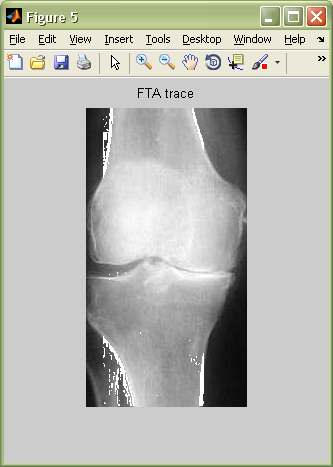 Figure 5
File Edit View Insert Tools Desktop Window Help
FTA trace